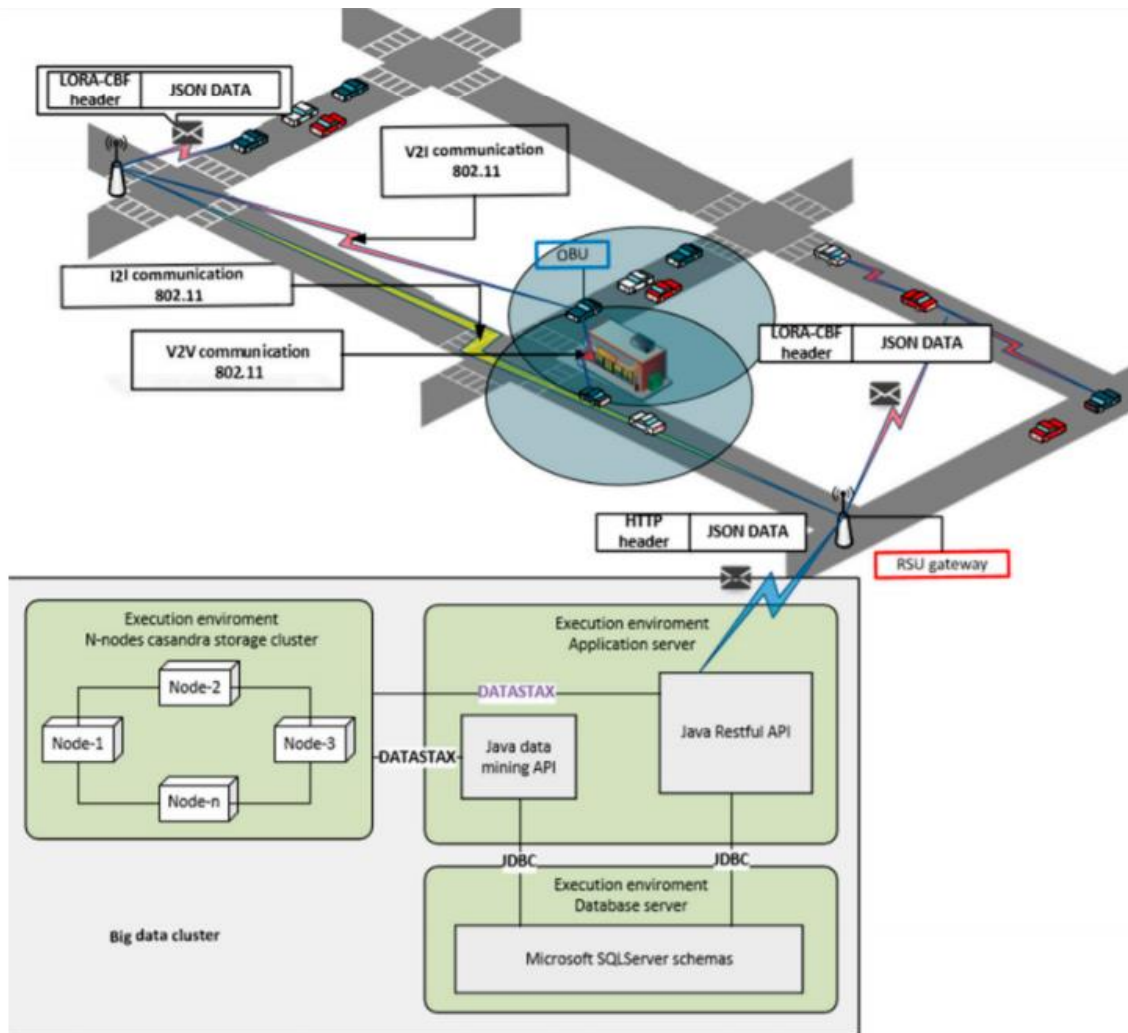 LORA-CBF
header
JSON DATA
V2I communication
802.11
I2I communication
802.11
OBU
V2V communication
802.11
LORA-CBF
header
JSON DATA
HTTP
header
JSON DATA
RSU gateway
Execution enviroment
N-nodes casandra storage cluster
Node-2
Node-1
Node-3
Node-n
Execution enviroment
Application server
DATASTAX
Java Restful API
DATASTAX
Java data
mining API
JDBC
JDBC
Execution enviroment
Database server
Microsoft SQLServer schemas
Big data cluster